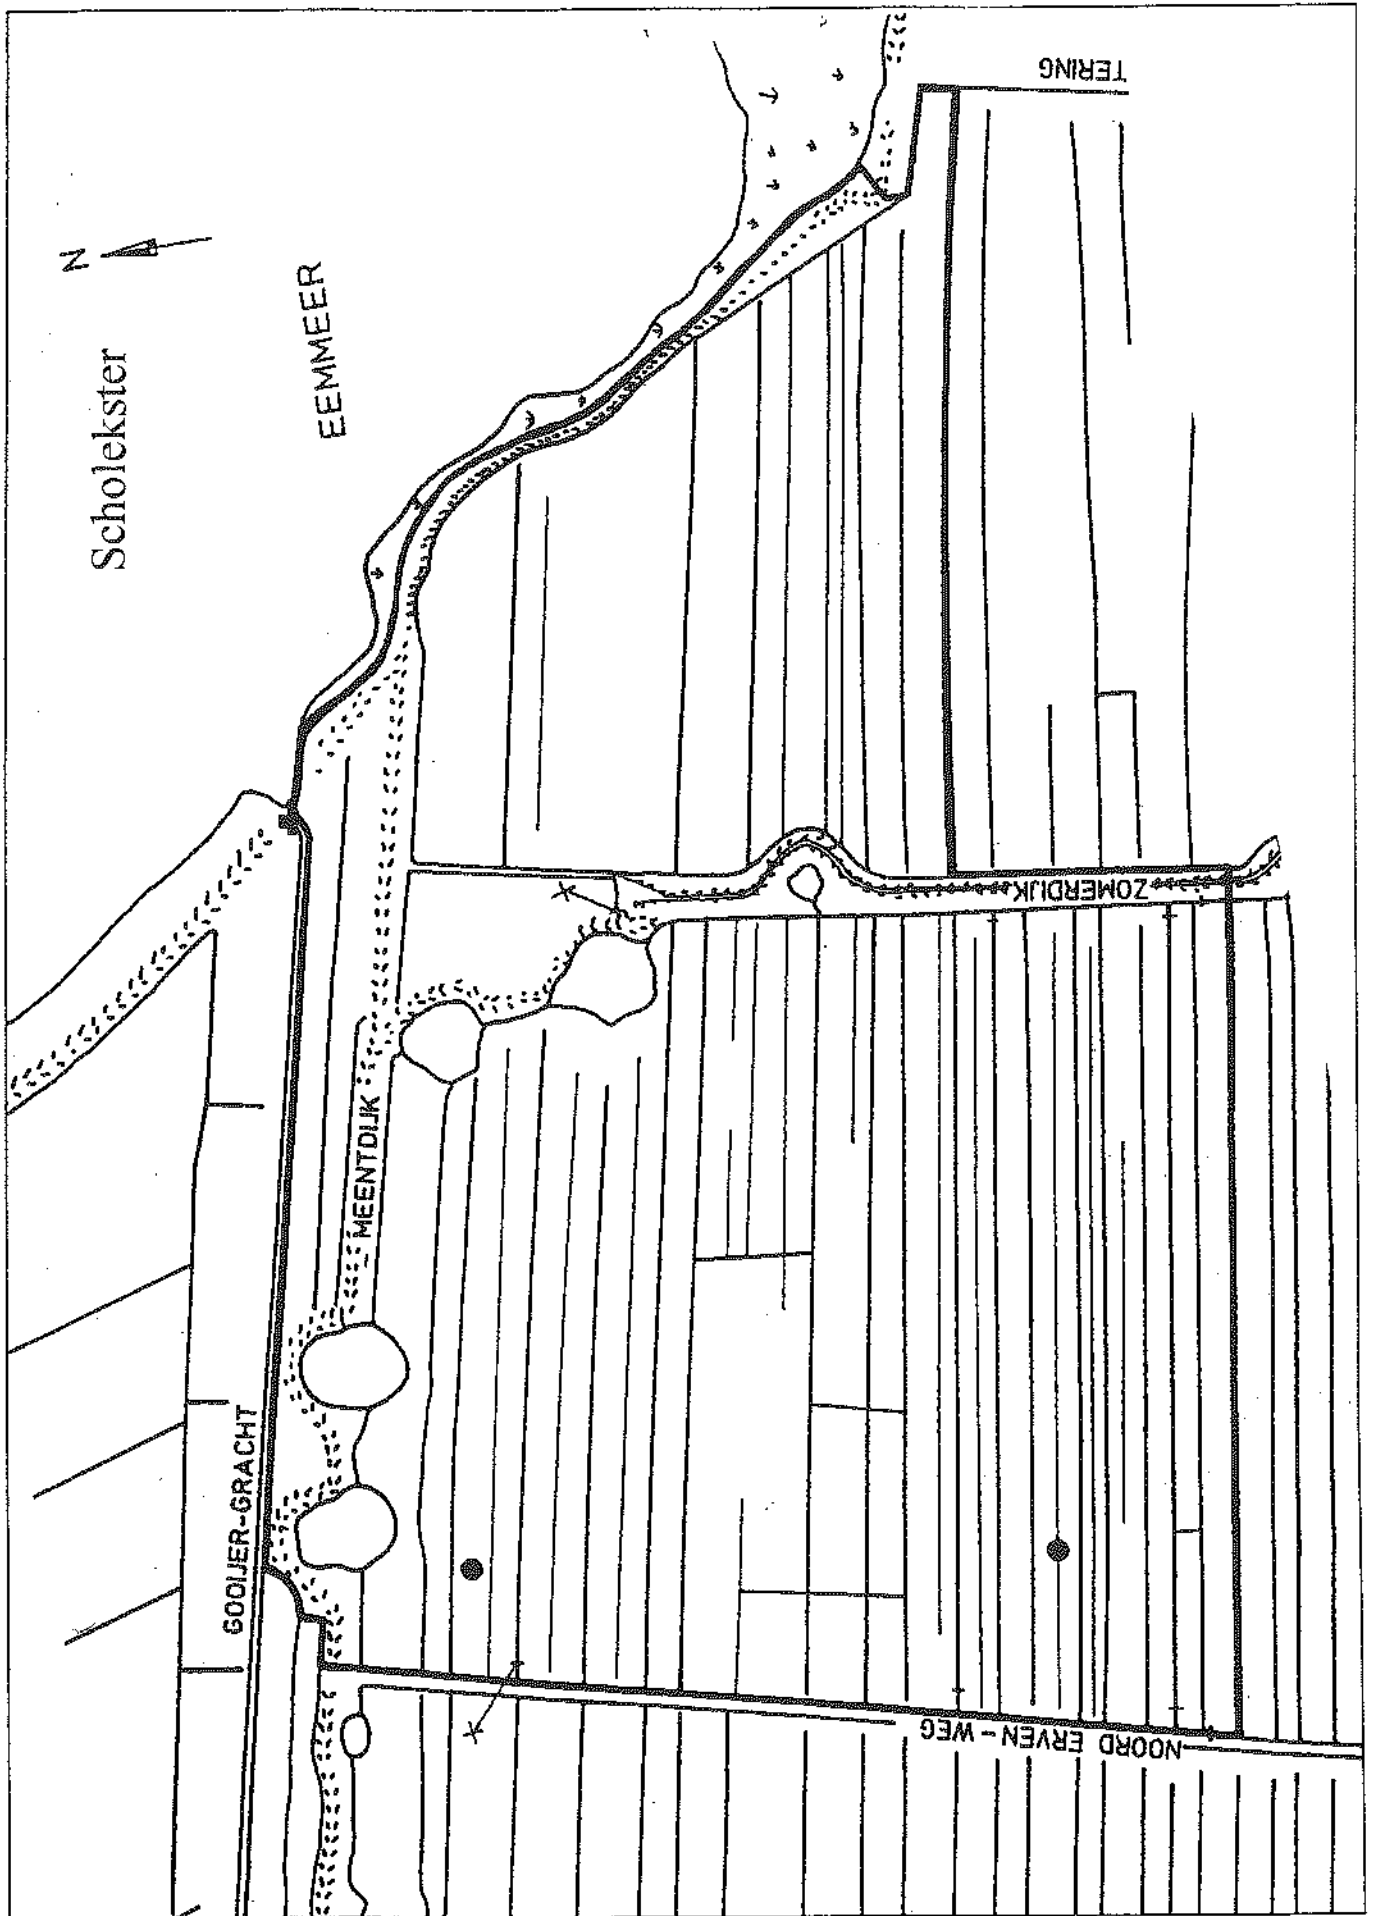 Scholekster
N
EEMMEER
TERING
GOOIJER-GRACHT
MEENTDIJK
ZOMERDIJK
NOORD ERVEN-WEG